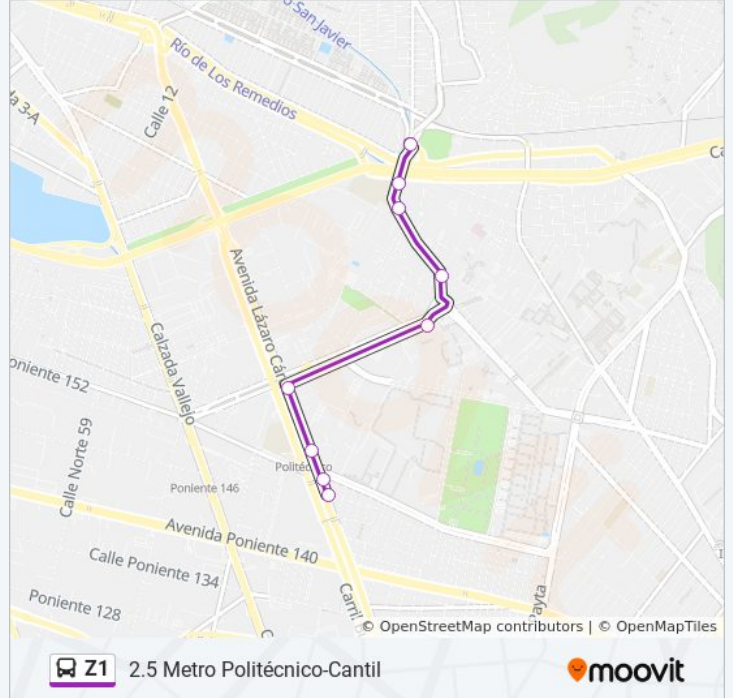 o San Javier
Río de Los Remedios
Calle 12
da 3-A
Ca
Avenida Lázaro Cár
Calzada Vallejo
oniente 152
Calle Norte 59
Politécnico
Poniente 146
Avenida Poniente 140
Calle Poniente 134
Poniente 128
Carril
C
ayta
© OpenStreetMap contributors | © OpenMapTiles
Z1 2.5 Metro Politécnico-Cantil
moovit